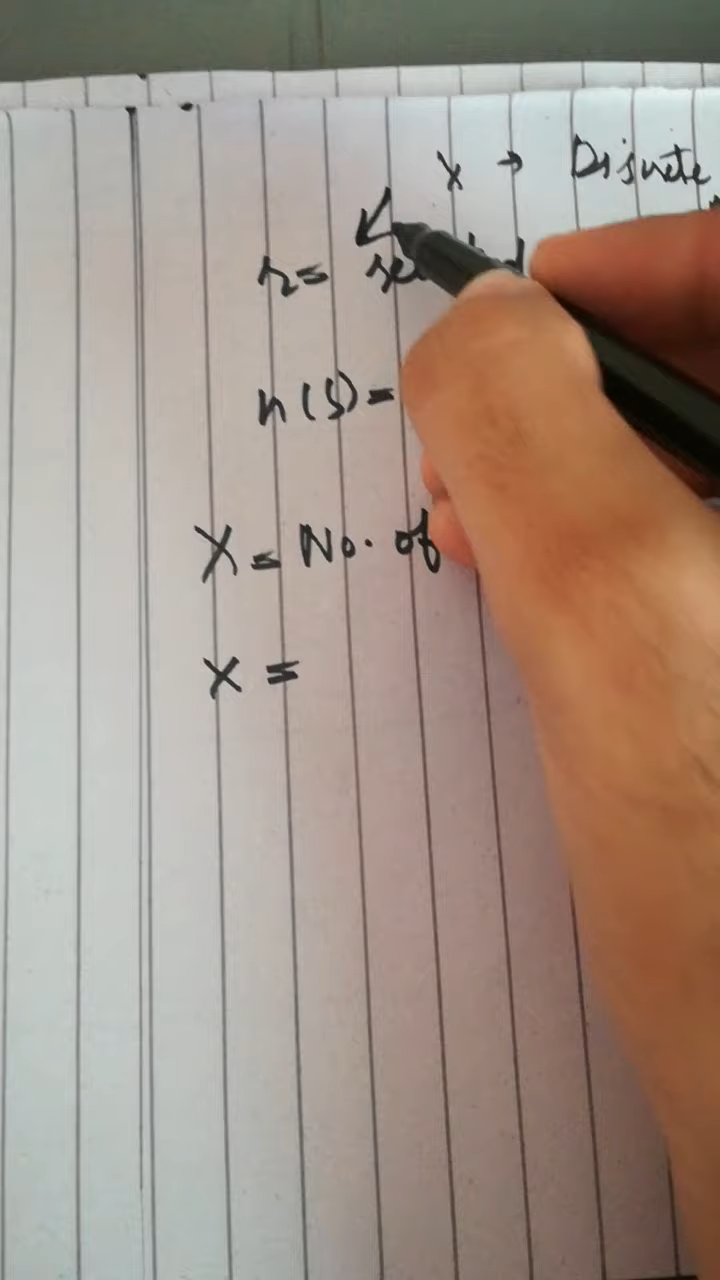 X → Discrete
r =
n(S) =
X = No. of
X =